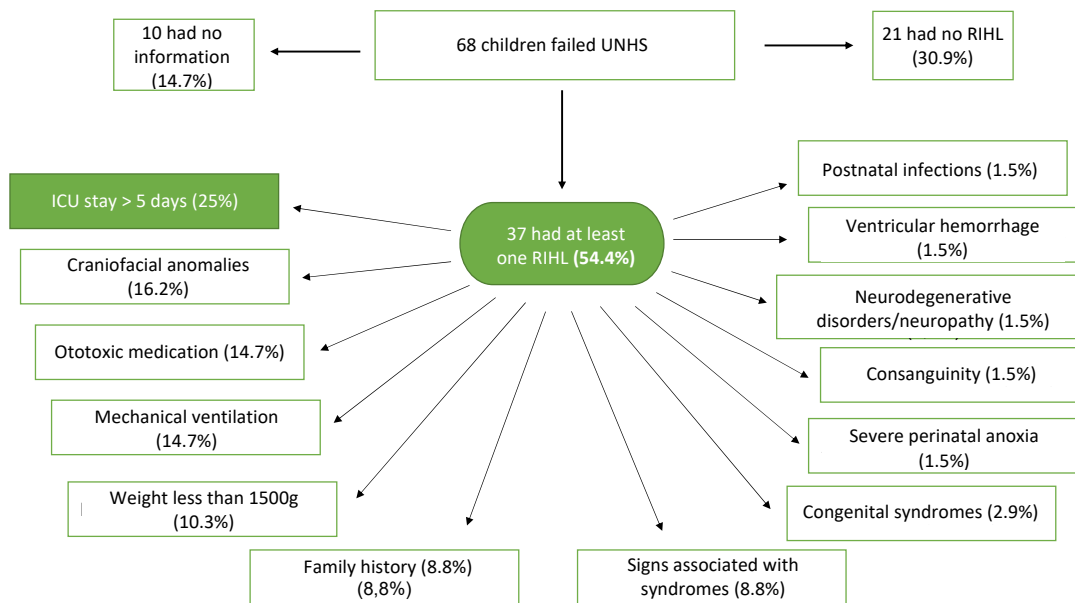 10 had no
information
(14.7%)
68 children failed UNHS
21 had no RIHL
(30.9%)
ICU stay > 5 days (25%)
Craniofacial anomalies
(16.2%)
Ototoxic medication (14.7%)
Mechanical ventilation
(14.7%)
Weight less than 1500g
(10.3%)
Family history (8.8%)
(8,8%)
37 had at least
one RIHL (54.4%)
Postnatal infections (1.5%)
Ventricular hemorrhage
(1.5%)
Neurodegenerative
disorders/neuropathy (1.5%)
Consanguinity (1.5%)
Severe perinatal anoxia
(1.5%)
Congenital syndromes (2.9%)
Signs associated with
syndromes (8.8%)